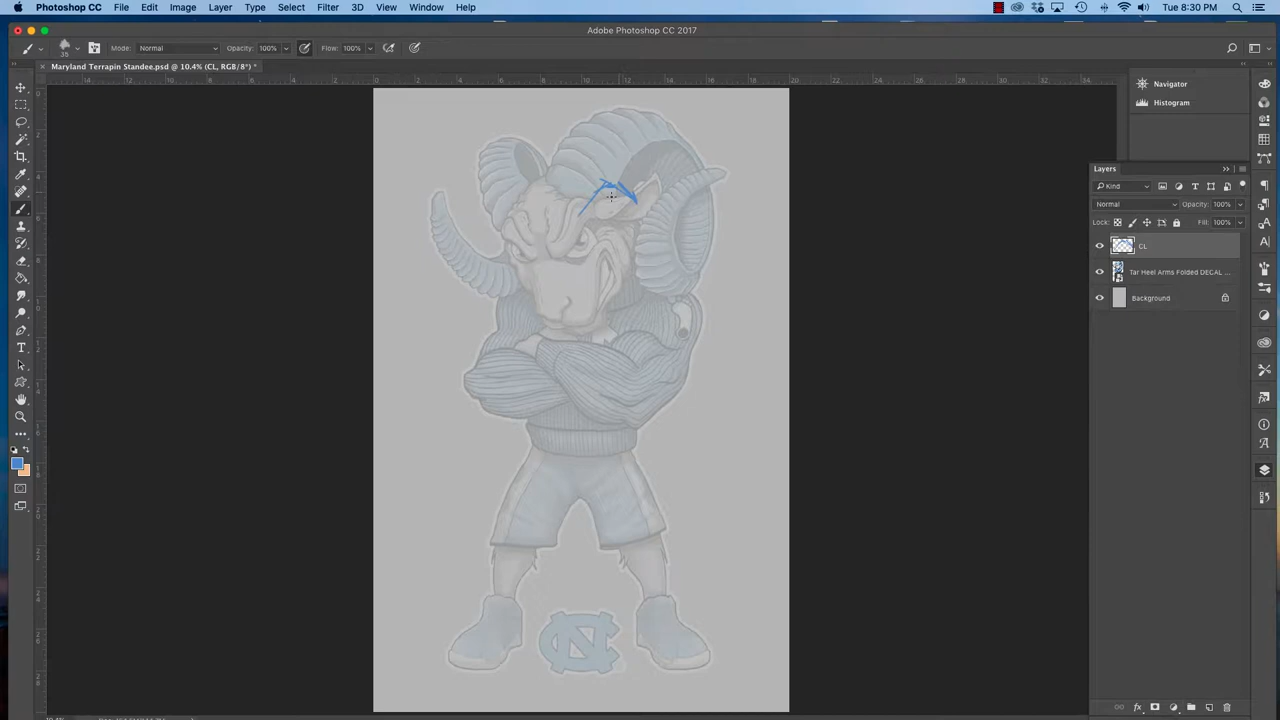 Photoshop CC File Edit Image Layer Type Select Filter 3D View Window Help Tue 8:30 PM
Adobe Photoshop CC 2017
35 Mode: Normal Opacity: 100% Flow: 100%
Maryland Terrapin Standee.psd @ 10.4% (CL, RGB/8*) *
Navigator
Histogram
Layers
Kind
Normal Opacity: 100%
Lock: Fill: 100%
CL
Tar Heel Arms Folded DECAL ...
Background
NC